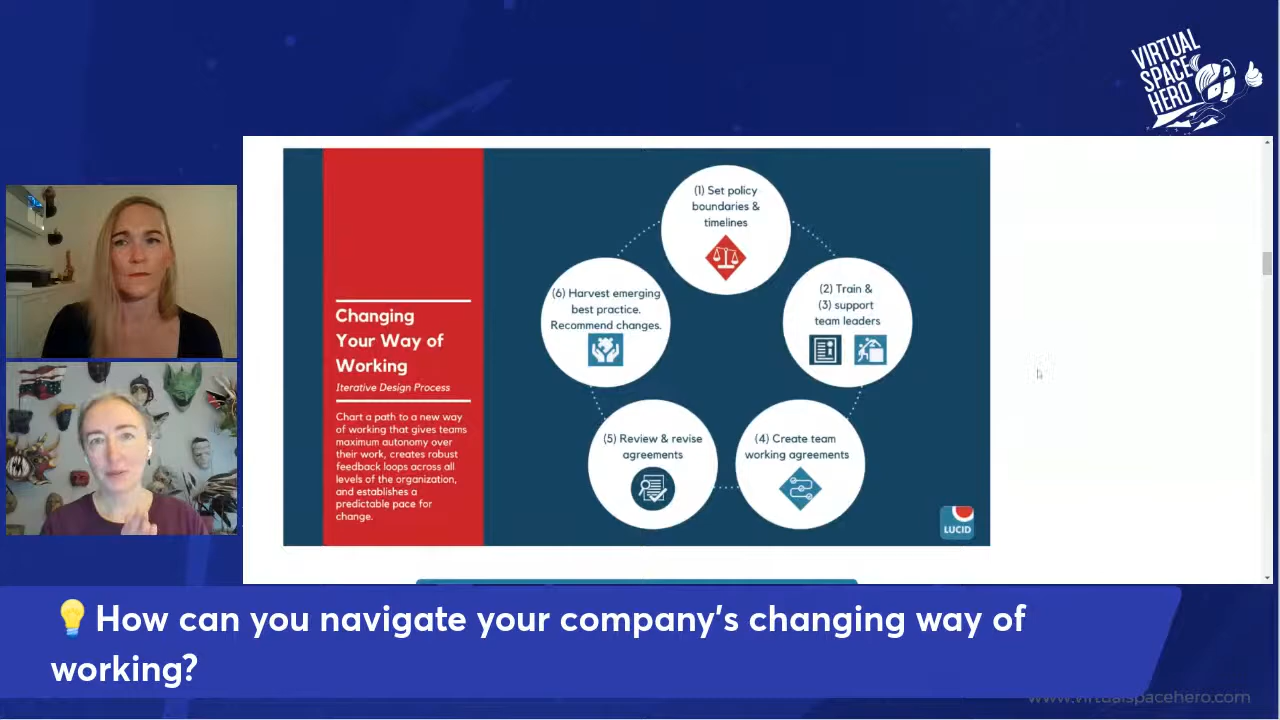 VIRTUAL
SPACE
HERO
(1) Set policy
boundaries &
timelines
(6) Harvest emerging
best practice.
Recommend changes.
(2) Train &
(3) support
team leaders
Changing
Your Way of
Working
Iterative Design Process
Chart a path to a new way
of working that gives teams
maximum autonomy over
their work, creates robust
feedback loops across all
levels of the organization,
and establishes a
predictable pace for
change.
(5) Review & revise
agreements
(4) Create team
working agreements
LUCID
💡How can you navigate your company's changing way of
working?
www.virtualspacehero.com